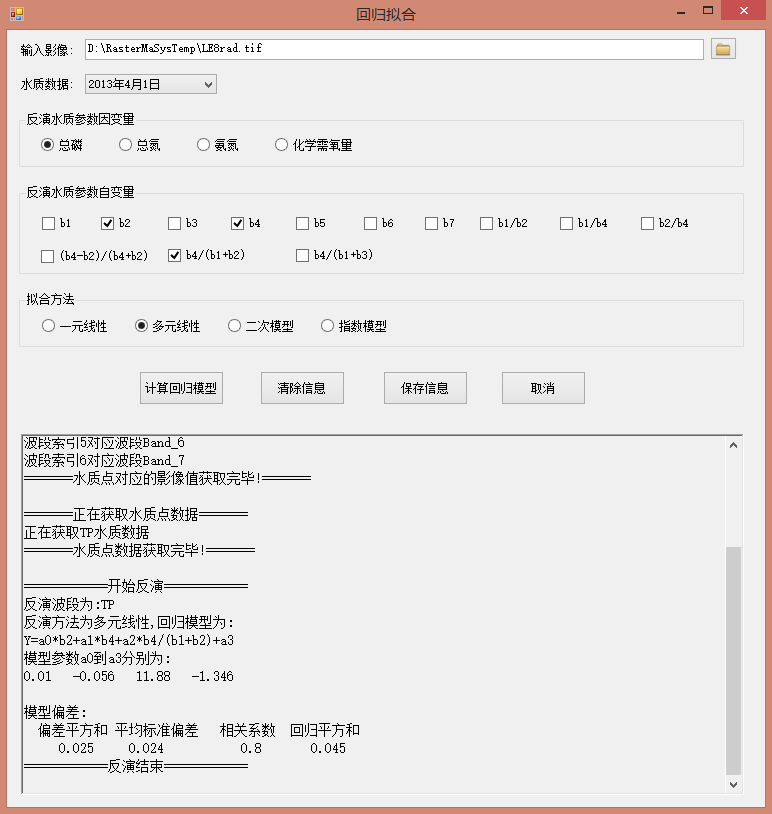 回归拟合
输入影像: D:\RasterMaSysTemp\LE8rad.tif
水质数据: 2013年4月1日
反演水质参数因变量
总磷 总氮 氨氮 化学需氧量
反演水质参数自变量
b1 b2 b3 b4 b5 b6 b7 b1/b2 b1/b4 b2/b4
(b4-b2)/(b4+b2) b4/(b1+b2) b4/(b1+b3)
拟合方法
一元线性 多元线性 二次模型 指数模型
计算回归模型 清除信息 保存信息 取消
波段索引5对应波段Band_6
波段索引6对应波段Band_7
=======水质点对应的影像值获取完毕!=======
=======正在获取水质点数据=======
正在获取TP水质数据
=======水质点数据获取完毕!=======
============开始反演============
反演波段为:TP
反演方法为多元线性,回归模型为:
Y=a0*b2+a1*b4+a2*b4/(b1+b2)+a3
模型参数a0到a3分别为:
0.01 -0.056 11.88 -1.346
模型偏差:
偏差平方和 平均标准偏差 相关系数 回归平方和
0.025 0.024 0.8 0.045
============反演结束============